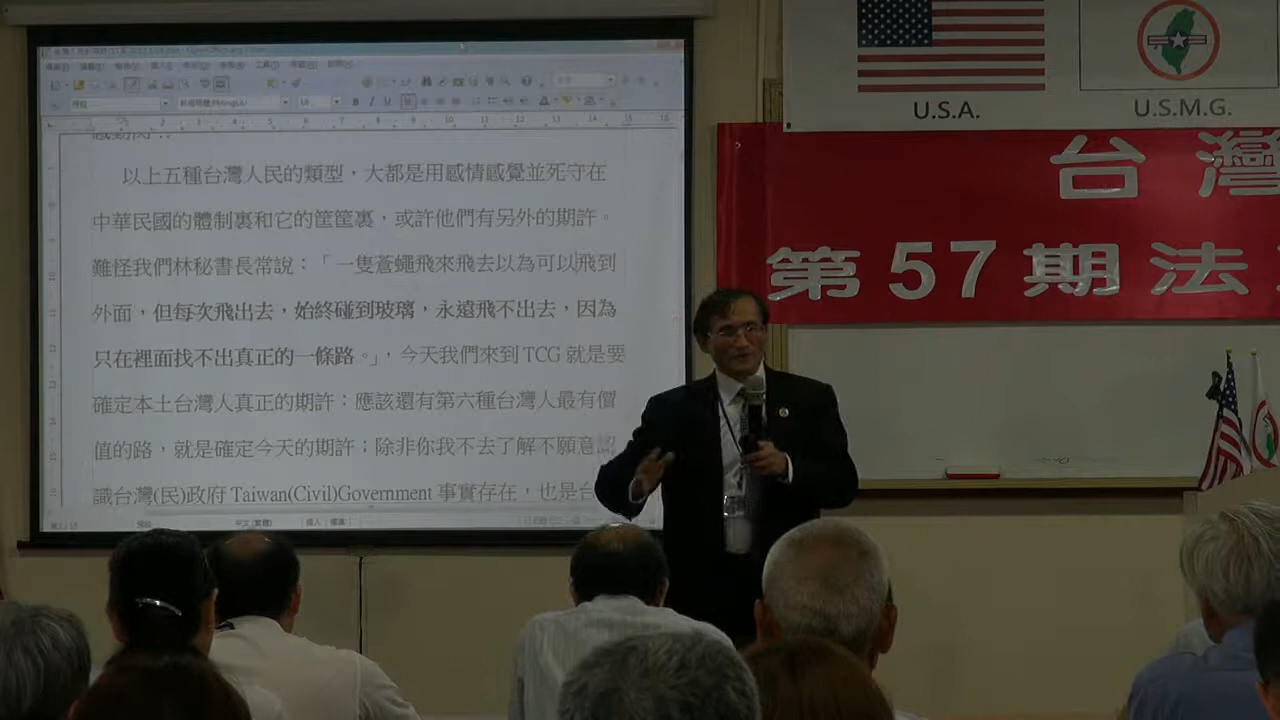 以上五種台灣人民的類型，大都是用感情感覺並死守在
中華民國的體制裏和它的筐筐裏，或許他們有另外的期許。
難怪我們林秘書長常說：「一隻蒼蠅飛來飛去以為可以飛到
外面，但每次飛出去，始終碰到玻璃，永遠飛不出去，因為
只在裡面找不出真正的一條路。」，今天我們來到 TCG 就是要
確定本土台灣人真正的期許：應該還有第六種台灣人最有價
值的路，就是確定今天的期許；除非你我不去了解不願意認
識台灣(民)政府 Taiwan(Civil)Government 事實存在，也是台
U.S.A.
U.S.M.G.
台灣
第57期法